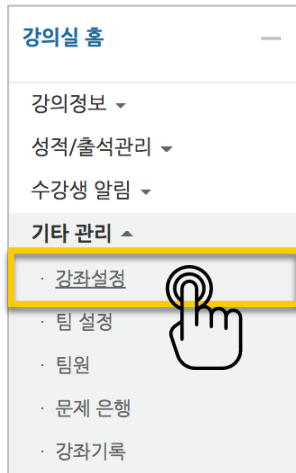 강의실 홈
강의정보
성적/출석관리
수강생 알림
기타 관리
· 강좌설정
· 팀 설정
· 팀원
· 문제 은행
· 강좌기록